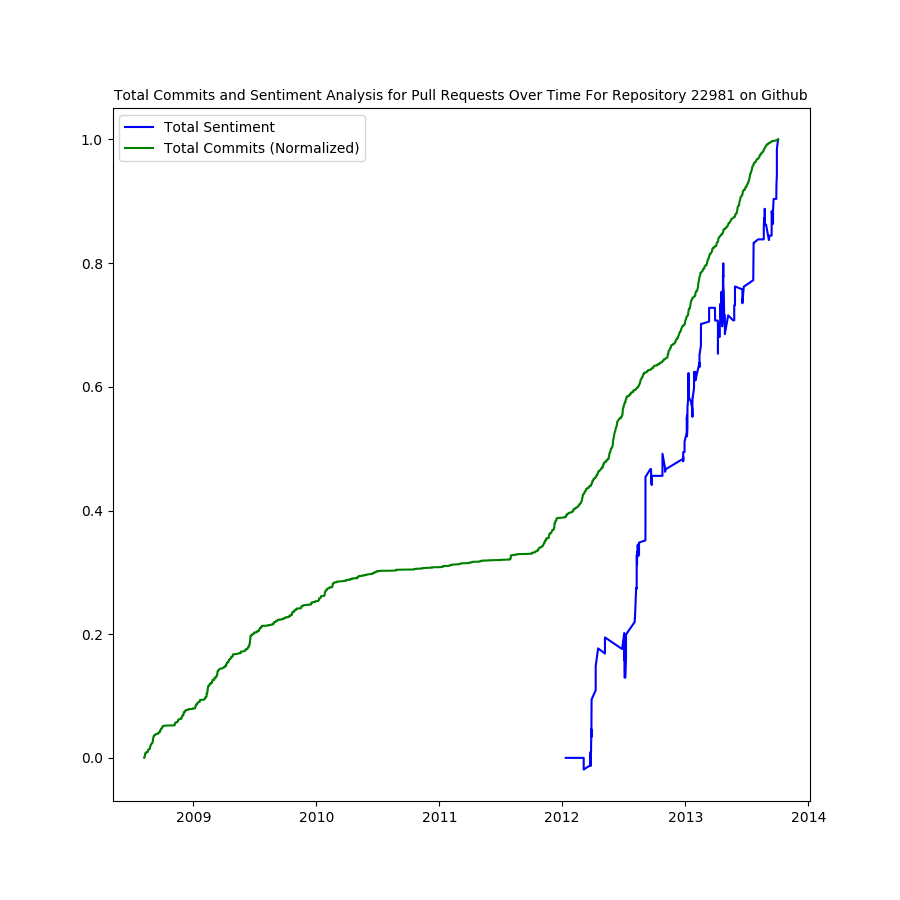 Total Commits and Sentiment Analysis for Pull Requests Over Time For Repository 22981 on Github
Total Sentiment
Total Commits (Normalized)
1.0
0.8
0.6
0.4
0.2
0.0
2009 2010 2011 2012 2013 2014